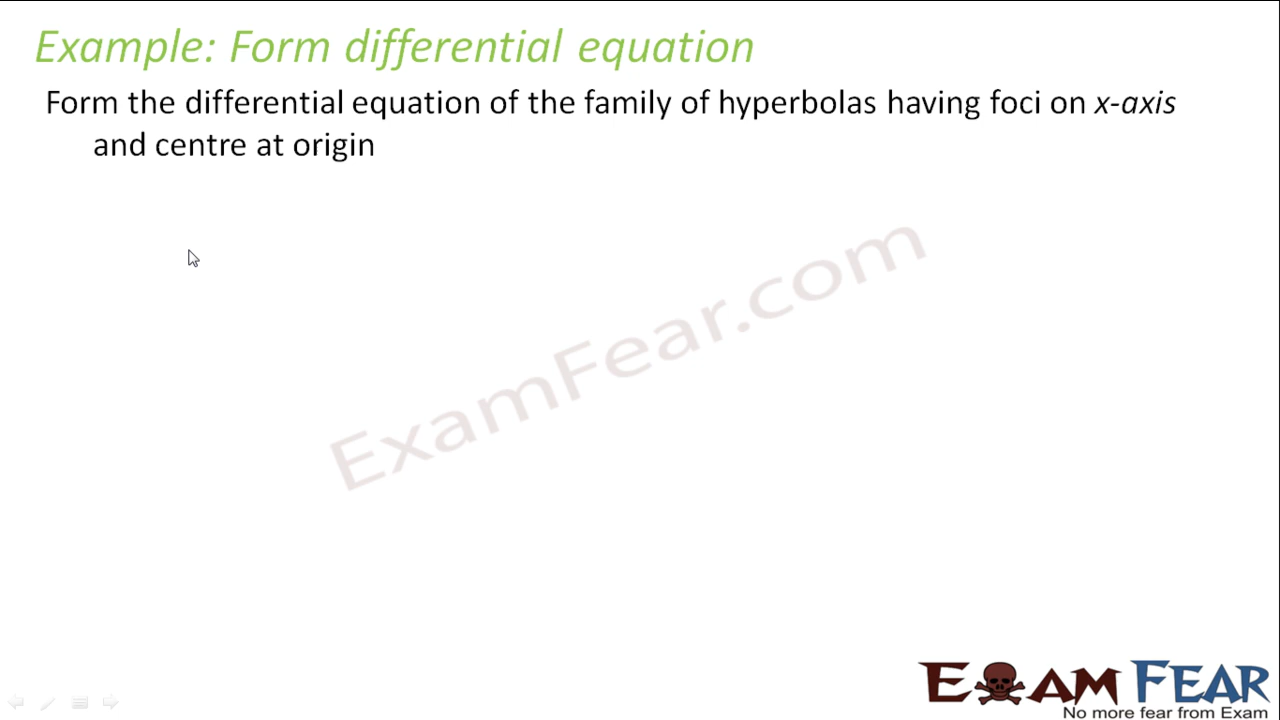 Example: Form differential equation
Form the differential equation of the family of hyperbolas having foci on x-axis
and centre at origin
ExamFear.com
EXAM FEAR
No more fear from Exam